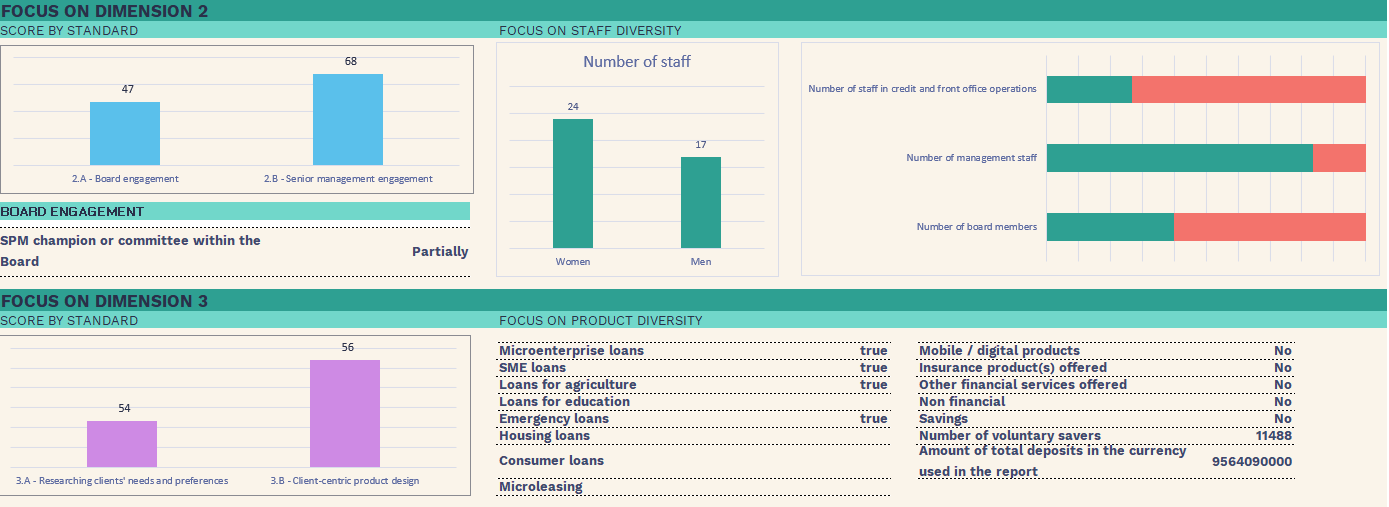 FOCUS ON DIMENSION 2
SCORE BY STANDARD
47
68
2.A - Board engagement
2.B - Senior management engagement
BOARD ENGAGEMENT
SPM champion or committee within the
Board
Partially
FOCUS ON STAFF DIVERSITY
Number of staff
24
17
Women
Men
Number of staff in credit and front office operations
Number of management staff
Number of board members
FOCUS ON DIMENSION 3
SCORE BY STANDARD
54
56
3.A - Researching clients' needs and preferences
3.B - Client-centric product design
FOCUS ON PRODUCT DIVERSITY
Microenterprise loans true
SME loans true
Loans for agriculture true
Loans for education
Emergency loans true
Housing loans
Consumer loans
Microleasing
Mobile / digital products No
Insurance product(s) offered No
Other financial services offered No
Non financial No
Savings No
Number of voluntary savers 11488
Amount of total deposits in the currency
used in the report
9564090000